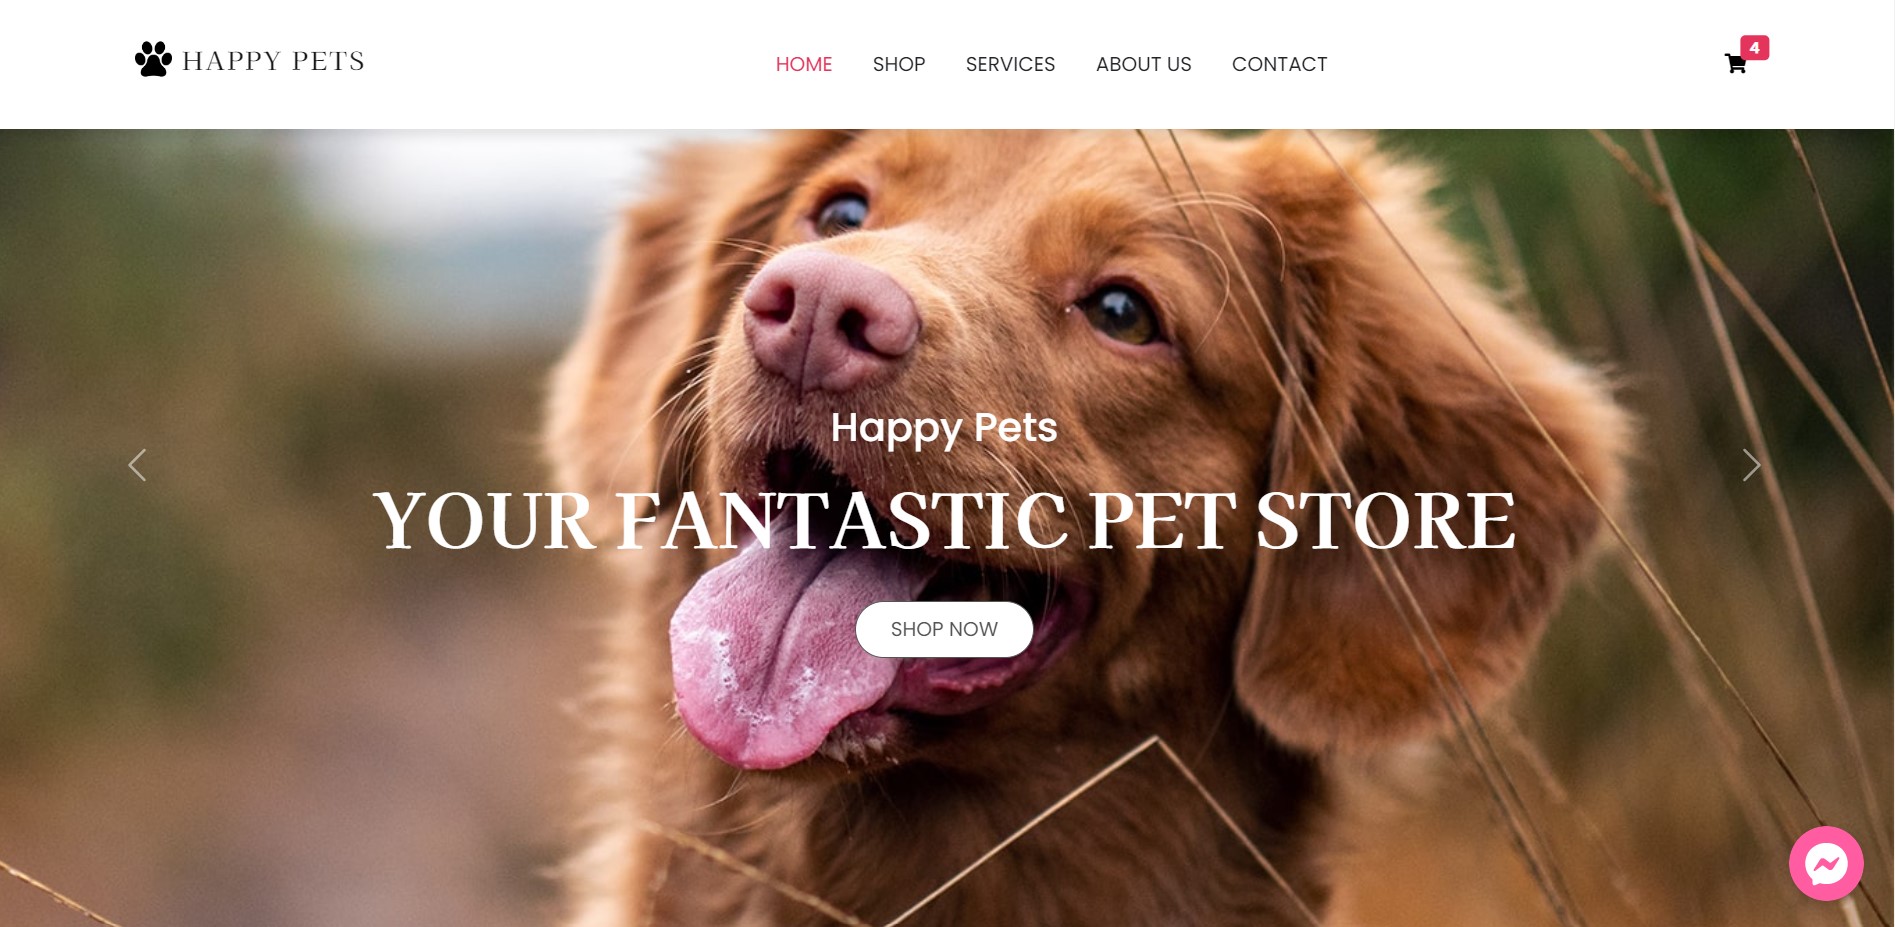 HAPPY PETS
HOME SHOP SERVICES ABOUT US CONTACT
4
Happy Pets
YOUR FANTASTIC PET STORE
SHOP NOW